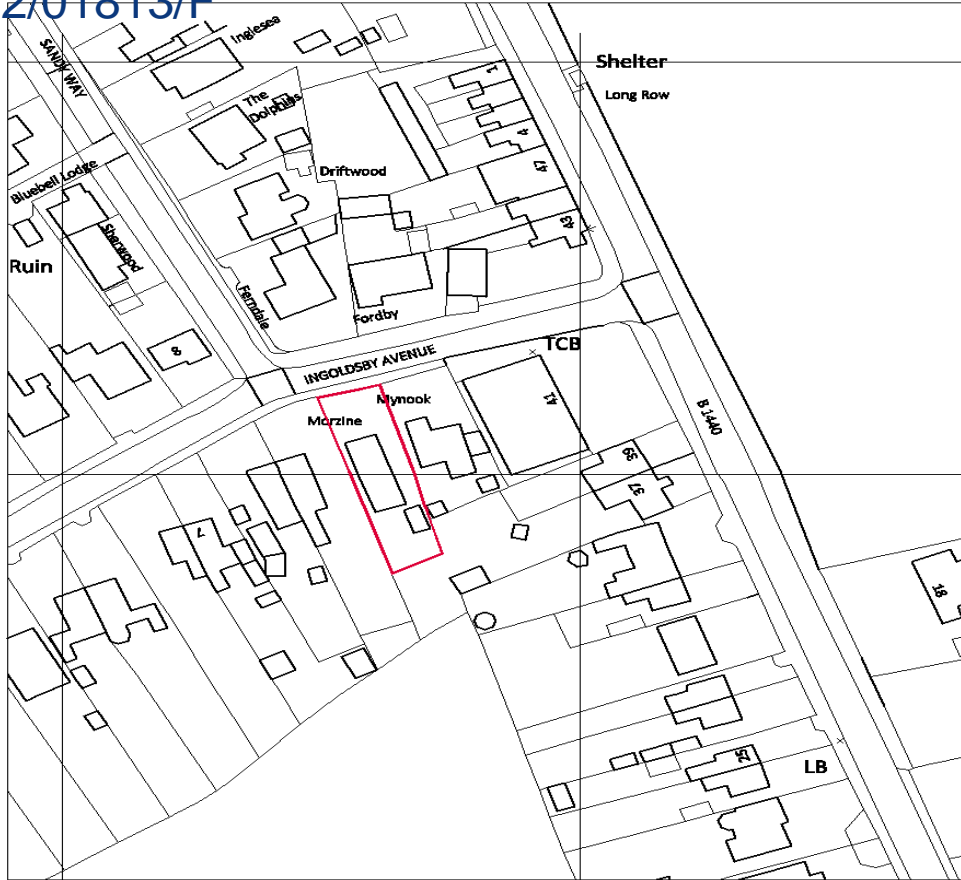 2/01813/F
Inglesea
SANDY WAY
Shelter
The
Dolphins
Long Row
1
4
47
Driftwood
Bluebell Lodge
Sherwood
43
Ruin
Ferndale
Fordby
TCB
INGOLDSBY AVENUE
8
Mynook
41
Morzine
B 1440
39
37
7
18
25
LB